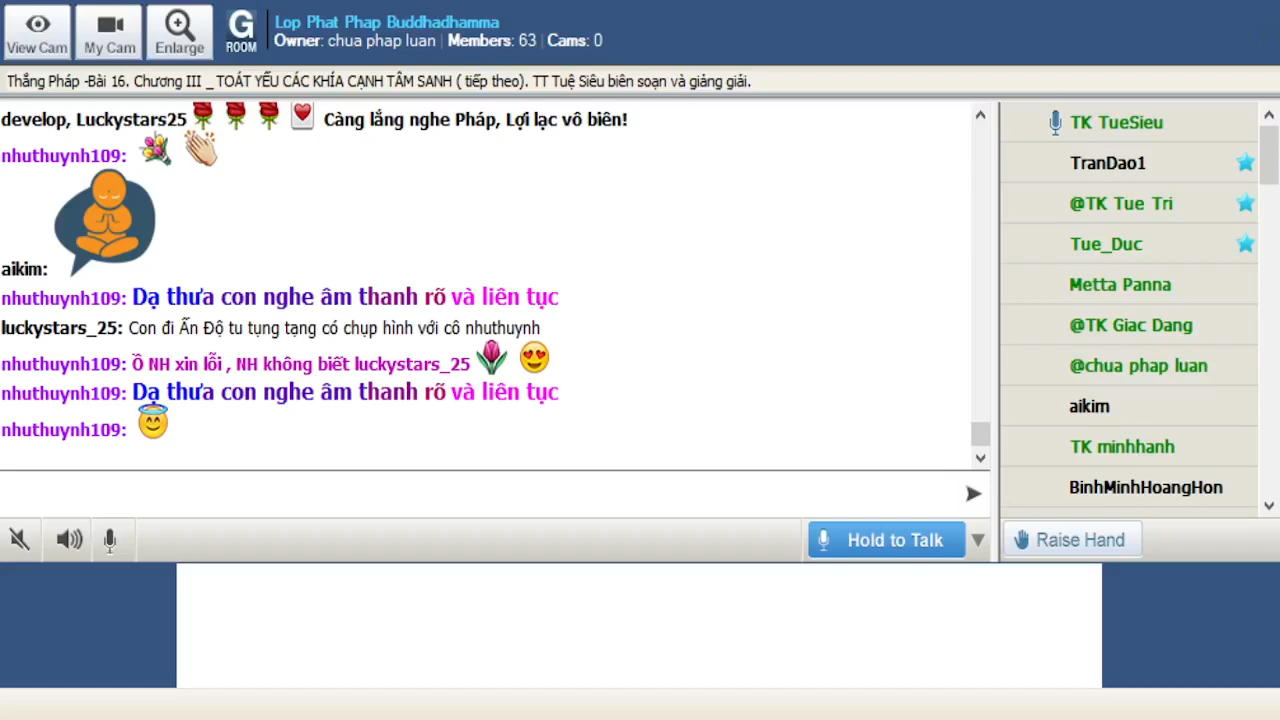 View Cam
My Cam
Enlarge
G
ROOM
Lop Phat Phap Buddhadhamma
Owner: chua phap luan | Members: 63 | Cams: 0
Thắng Pháp -Bài 16. Chương III _ TOÁT YẾU CÁC KHÍA CẠNH TÂM SANH ( tiếp theo). TT Tuệ Siêu biên soạn và giảng giải.
develop, Luckystars25 Càng lắng nghe Pháp, Lợi lạc vô biên!
nhuthuynh109:
aikim:
nhuthuynh109: Dạ thưa con nghe âm thanh rõ và liên tục
luckystars_25: Con đi Ấn Độ tu tụng tạng có chụp hình với cô nhuthuynh
nhuthuynh109: Ồ NH xin lỗi , NH không biết luckystars_25
nhuthuynh109: Dạ thưa con nghe âm thanh rõ và liên tục
nhuthuynh109:
TK TueSieu
TranDao1
@TK Tue Tri
Tue_Duc
Metta Panna
@TK Giac Dang
@chua phap luan
aikim
TK minhhanh
BinhMinhHoangHon
Hold to Talk
Raise Hand